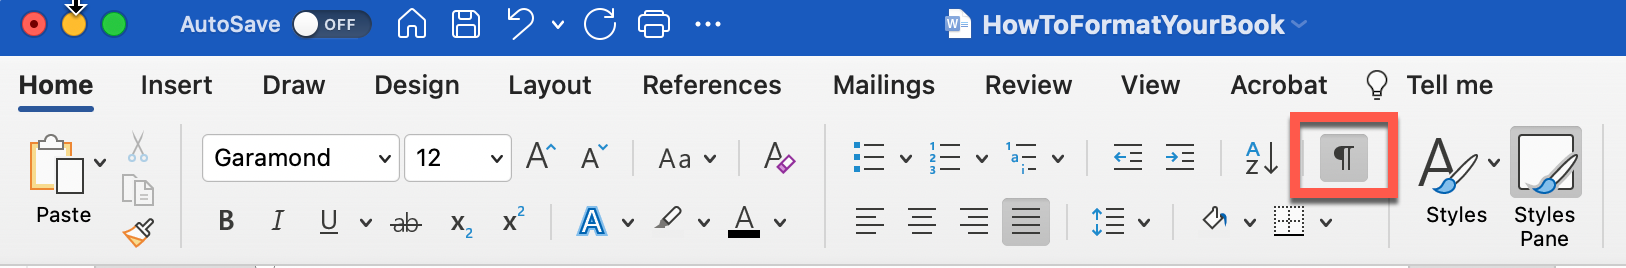 AutoSave OFF HowToFormatYourBook
Home Insert Draw Design Layout References Mailings Review View Acrobat Tell me
Garamond 12 Aa ¶
Paste B I U ab x₂ x² A A Styles Styles
Pane